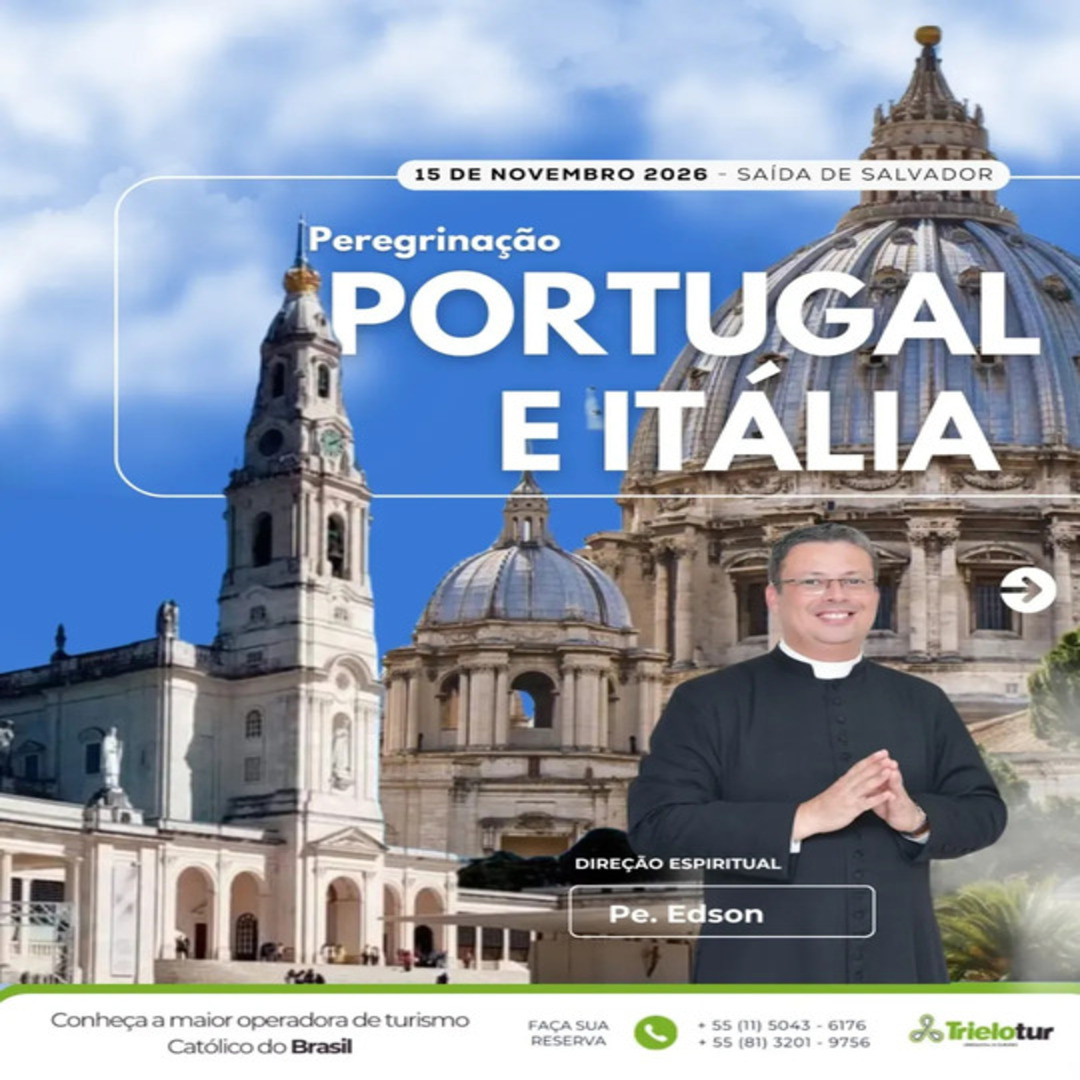 15 DE NOVEMBRO 2026 - SAÍDA DE SALVADOR
Peregrinação
PORTUGAL
E ITÁLIA
DIREÇÃO ESPIRITUAL
Pe. Edson
Conheça a maior operadora de turismo
Católico do Brasil
FAÇA SUA
RESERVA
+ 55 (11) 5043 - 6176
+ 55 (81) 3201 - 9756
Trielotur